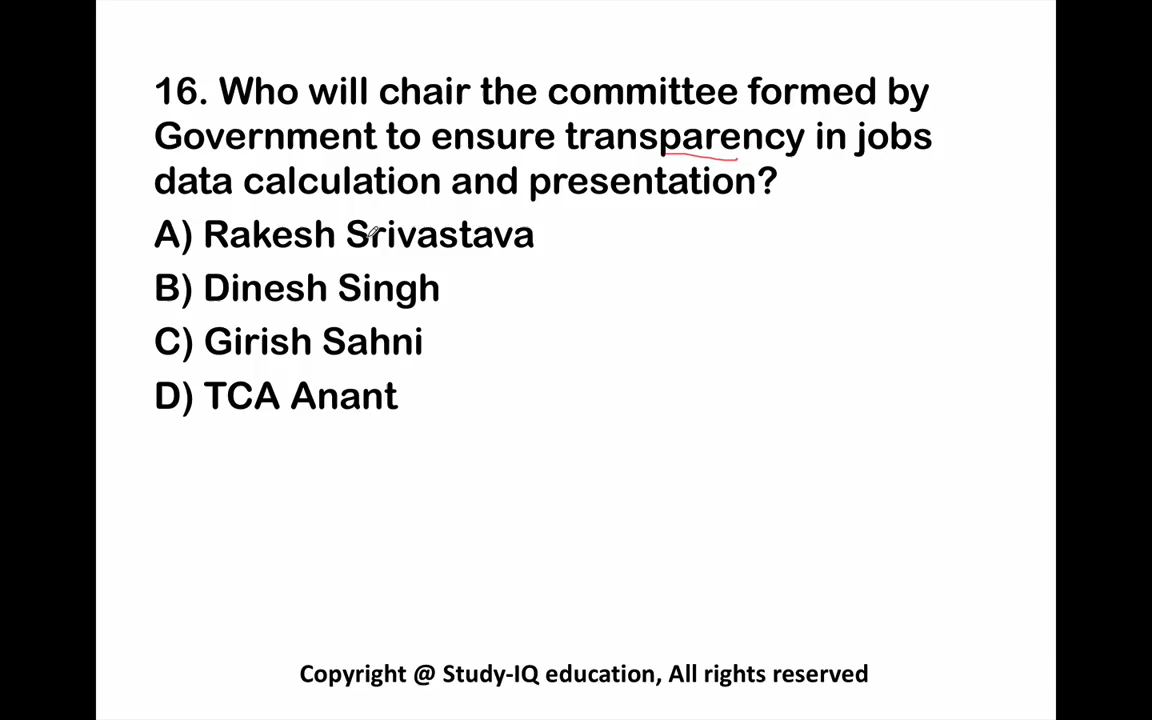 16. Who will chair the committee formed by
Government to ensure transparency in jobs
data calculation and presentation?
A) Rakesh Srivastava
B) Dinesh Singh
C) Girish Sahni
D) TCA Anant
Copyright @ Study-IQ education, All rights reserved